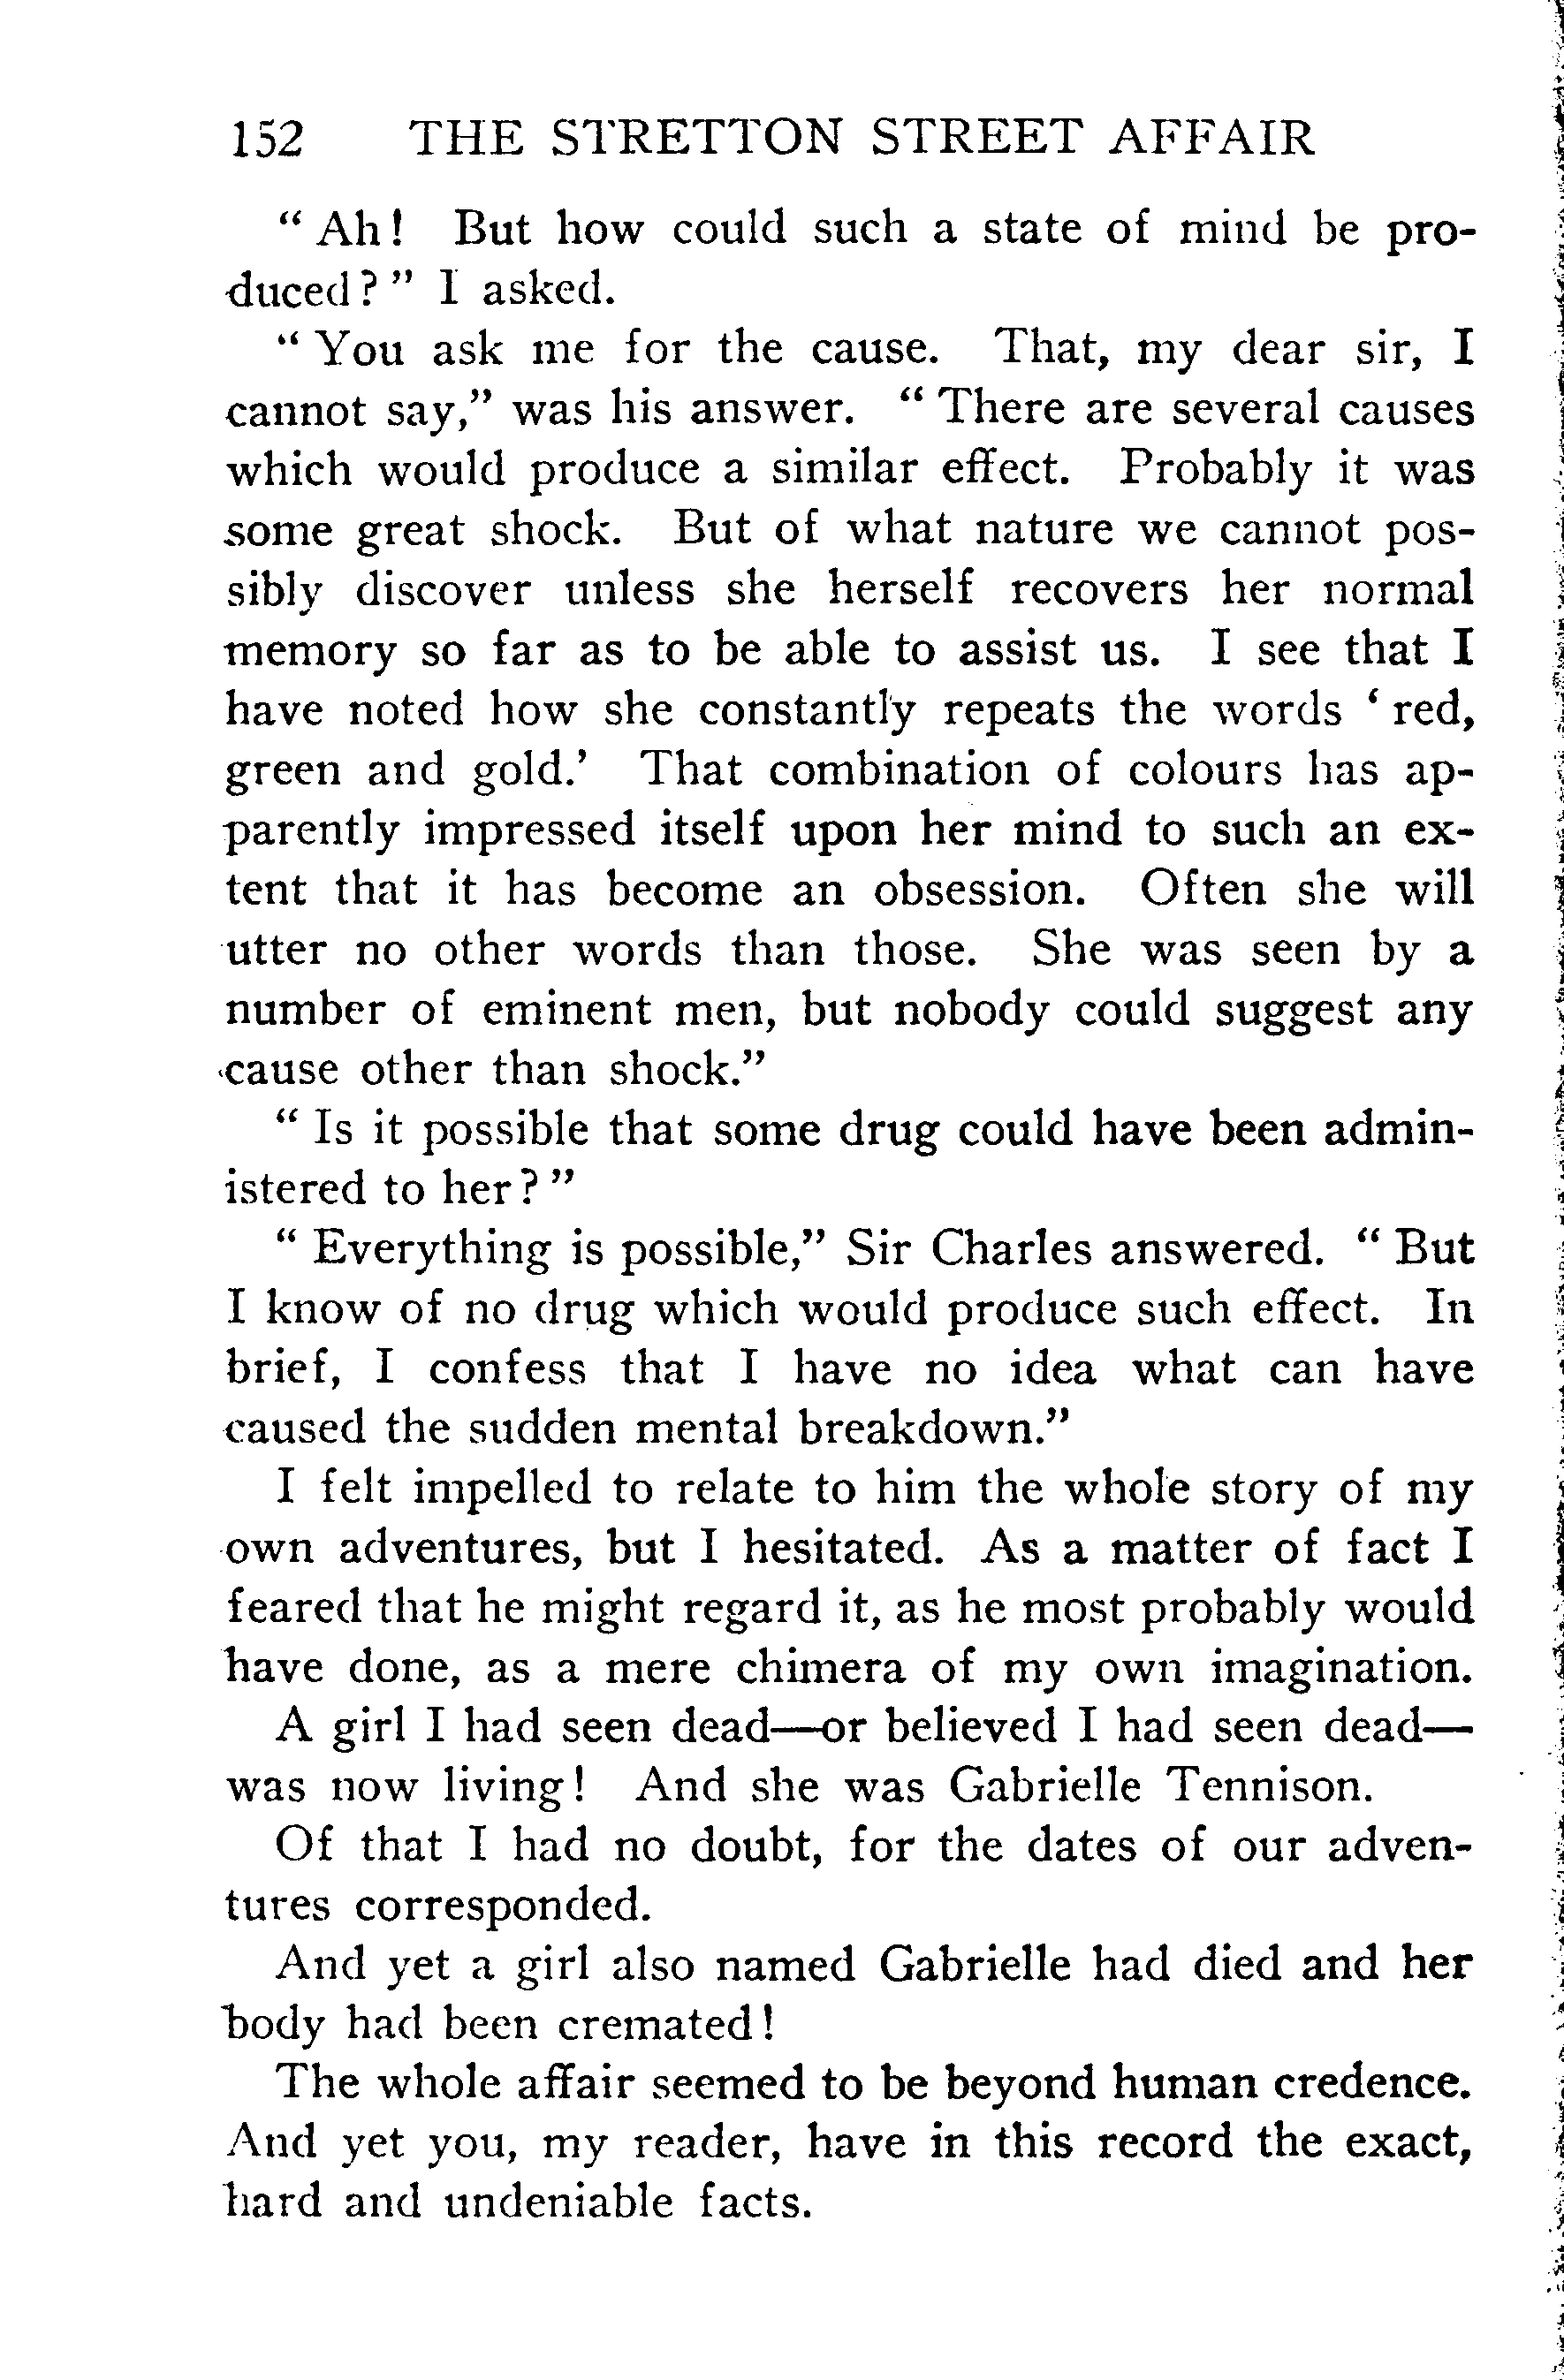 152 THE STRETTON STREET AFFAIR
“ Ah! But how could such a state of mind be pro-
duced?” I asked.
“ You ask me for the cause. That, my dear sir, I
cannot say,” was his answer. “ There are several causes
which would produce a similar effect. Probably it was
some great shock. But of what nature we cannot pos-
sibly discover unless she herself recovers her normal
memory so far as to be able to assist us. I see that I
have noted how she constantly repeats the words ‘ red,
green and gold.’ That combination of colours has ap-
parently impressed itself upon her mind to such an ex-
tent that it has become an obsession. Often she will
utter no other words than those. She was seen by a
number of eminent men, but nobody could suggest any
cause other than shock.”
“ Is it possible that some drug could have been admin-
istered to her?”
“ Everything is possible,” Sir Charles answered. “ But
I know of no drug which would produce such effect. In
brief, I confess that I have no idea what can have
caused the sudden mental breakdown.”
I felt impelled to relate to him the whole story of my
own adventures, but I hesitated. As a matter of fact I
feared that he might regard it, as he most probably would
have done, as a mere chimera of my own imagination.
A girl I had seen dead—or believed I had seen dead—
was now living! And she was Gabrielle Tennison.
Of that I had no doubt, for the dates of our adven-
tures corresponded.
And yet a girl also named Gabrielle had died and her
body had been cremated!
The whole affair seemed to be beyond human credence.
And yet you, my reader, have in this record the exact,
hard and undeniable facts.